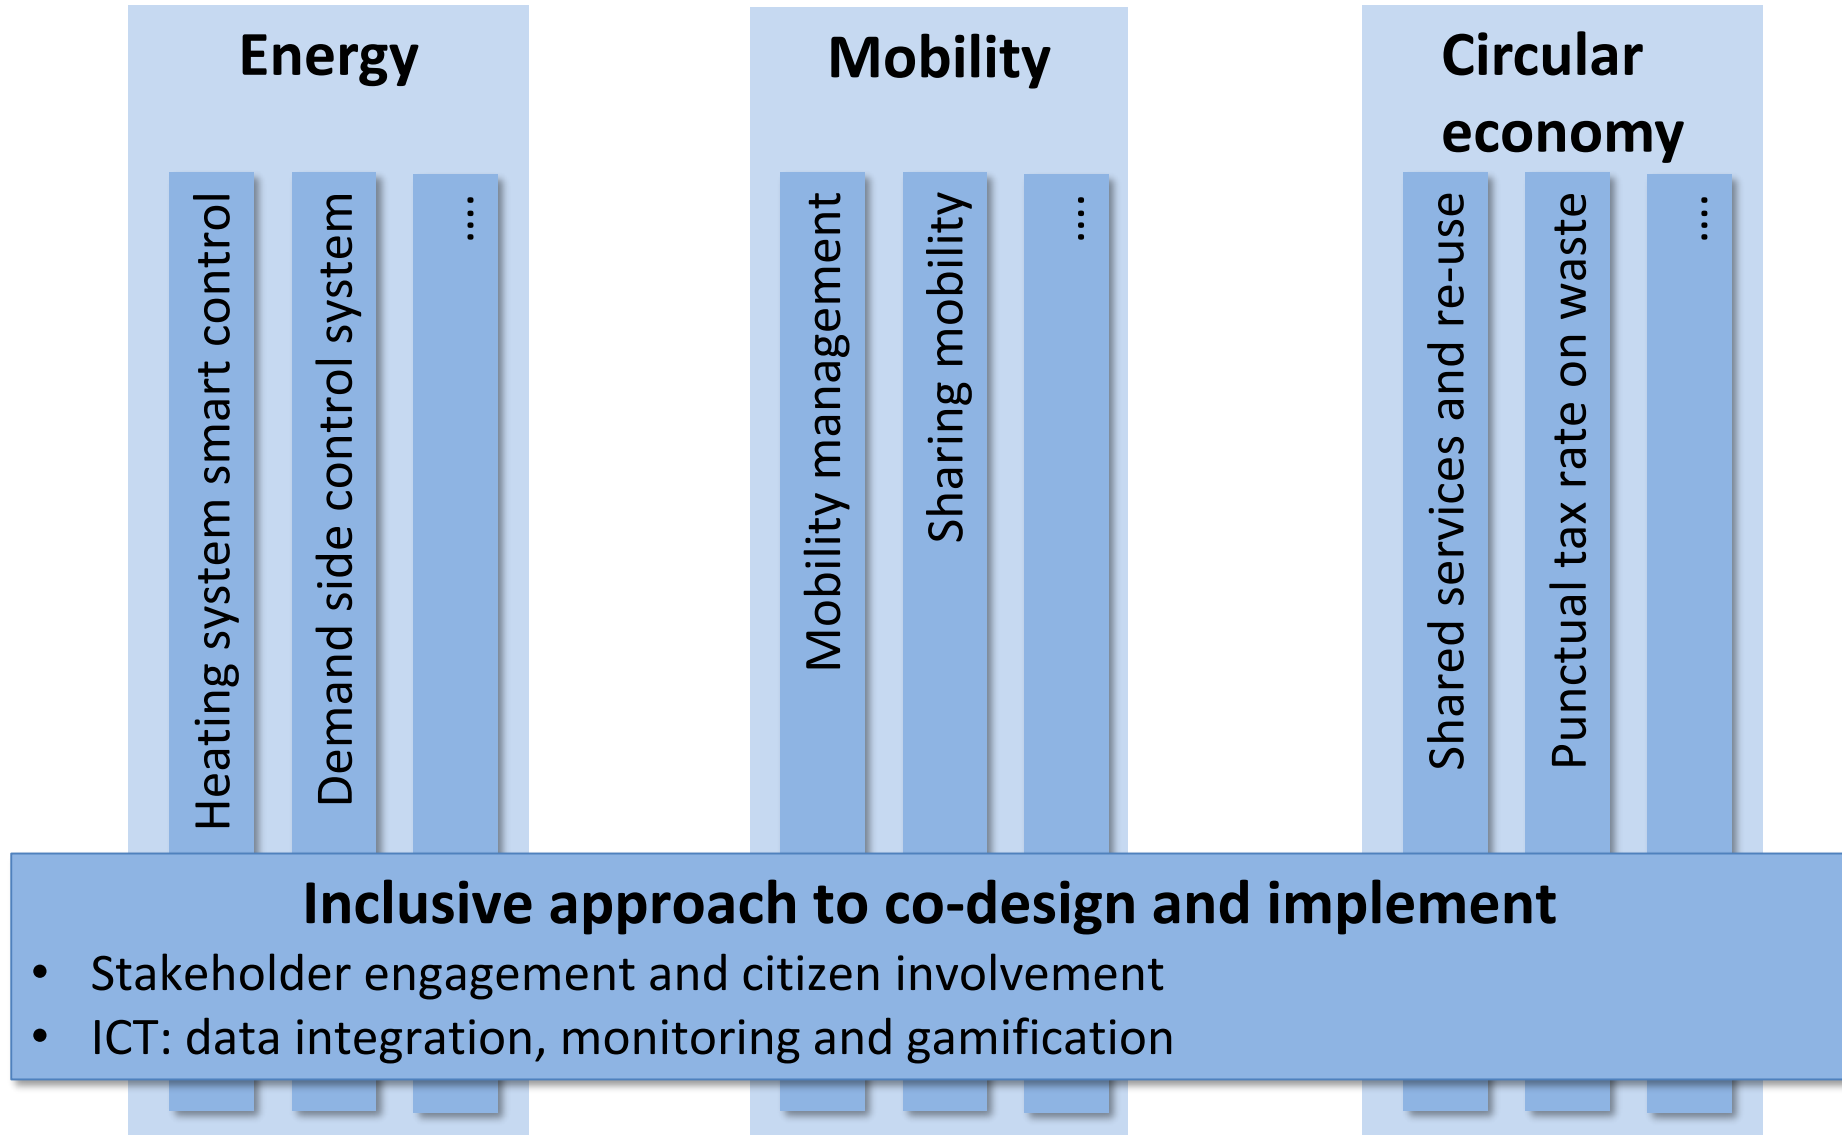 Energy
Heating system smart control
Demand side control system
....
Mobility
Mobility management
Sharing mobility
....
Circular
economy
Shared services and re-use
Punctual tax rate on waste
....
Inclusive approach to co-design and implement
• Stakeholder engagement and citizen involvement
• ICT: data integration, monitoring and gamification